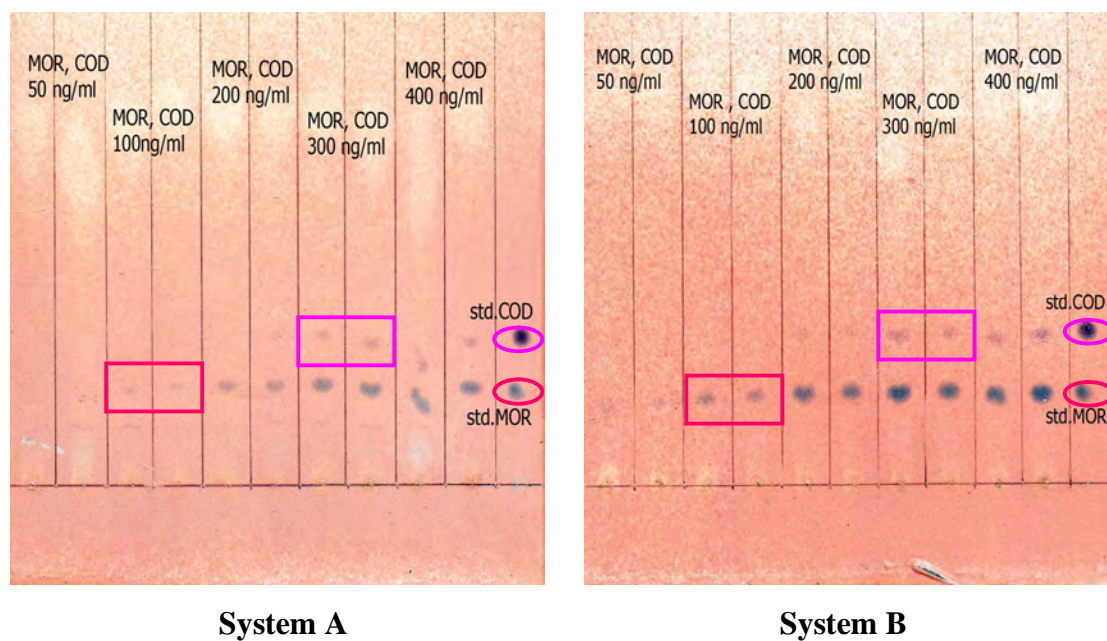 MOR, COD
50 ng/ml
MOR, COD
100ng/ml
MOR, COD
200 ng/ml
MOR, COD
300 ng/ml
MOR, COD
400 ng/ml
std.COD
std.MOR
System A
MOR, COD
50 ng/ml
MOR , COD
100 ng/ml
MOR, COD
200 ng/ml
MOR, COD
300 ng/ml
MOR, COD
400 ng/ml
std.COD
std.MOR
System B